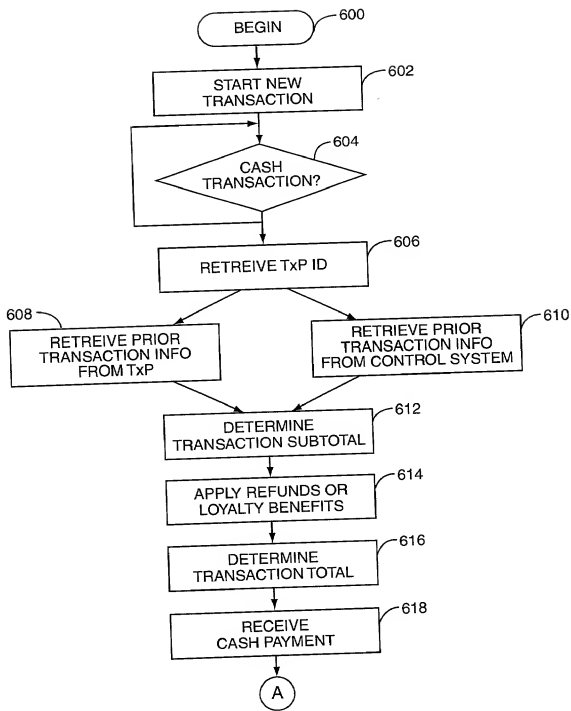 BEGIN
600
START NEW
TRANSACTION
602
CASH
TRANSACTION?
604
RETREIVE TxP ID
606
RETREIVE PRIOR
TRANSACTION INFO
FROM TxP
608
RETRIEVE PRIOR
TRANSACTION INFO
FROM CONTROL SYSTEM
610
DETERMINE
TRANSACTION SUBTOTAL
612
APPLY REFUNDS OR
LOYALTY BENEFITS
614
DETERMINE
TRANSACTION TOTAL
616
RECEIVE
CASH PAYMENT
618
A